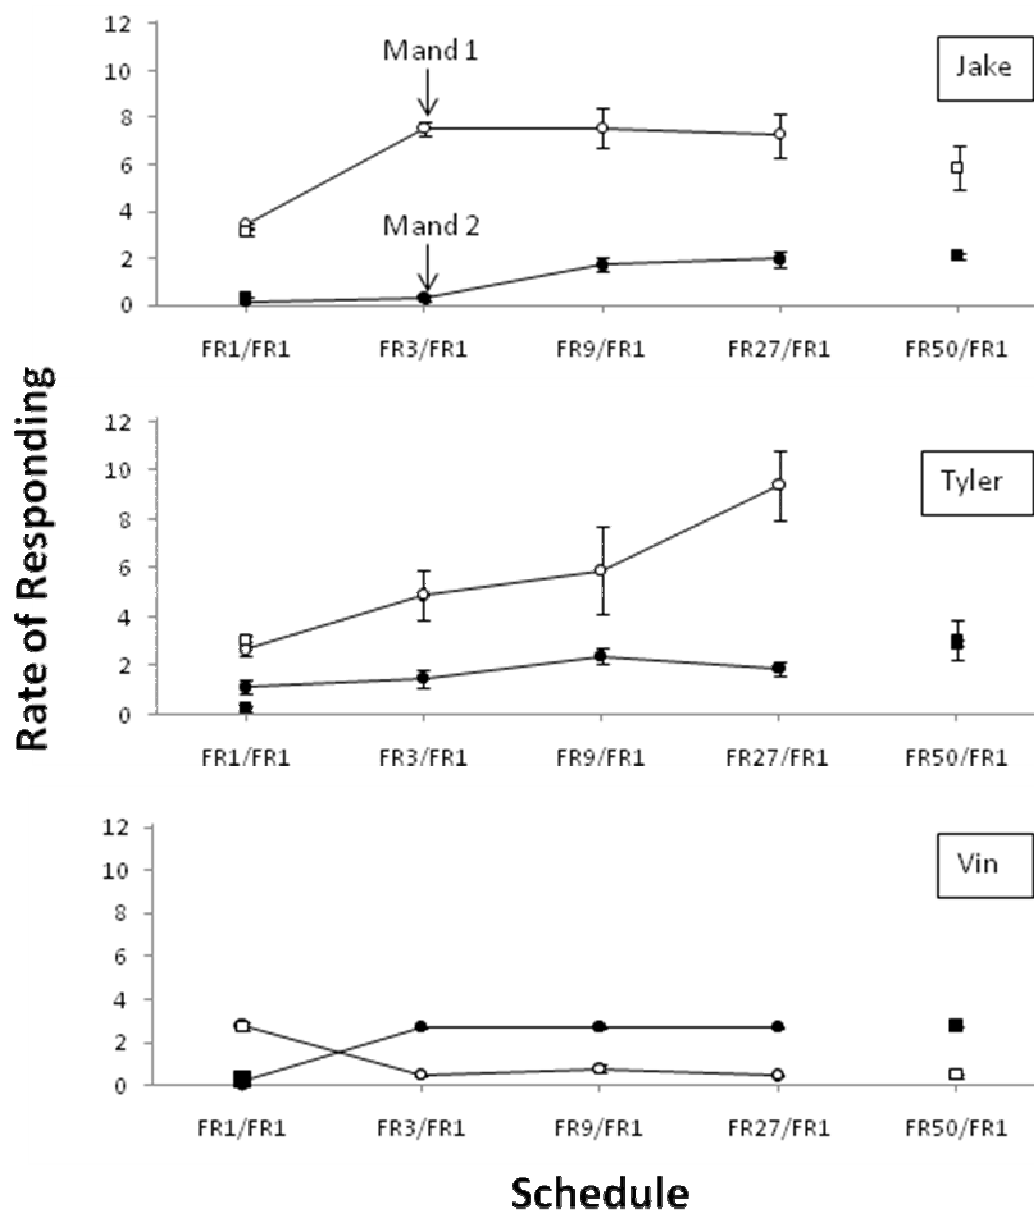 12
Mand 1
Jake
10
8
6
4
Mand 2
2
0
FR1/FR1 FR3/FR1 FR9/FR1 FR27/FR1 FR50/FR1
Rate of Responding
12
10
Tyler
8
6
4
2
0
FR1/FR1 FR3/FR1 FR9/FR1 FR27/FR1 FR50/FR1
12
10
Vin
8
6
4
2
0
FR1/FR1 FR3/FR1 FR9/FR1 FR27/FR1 FR50/FR1
Schedule